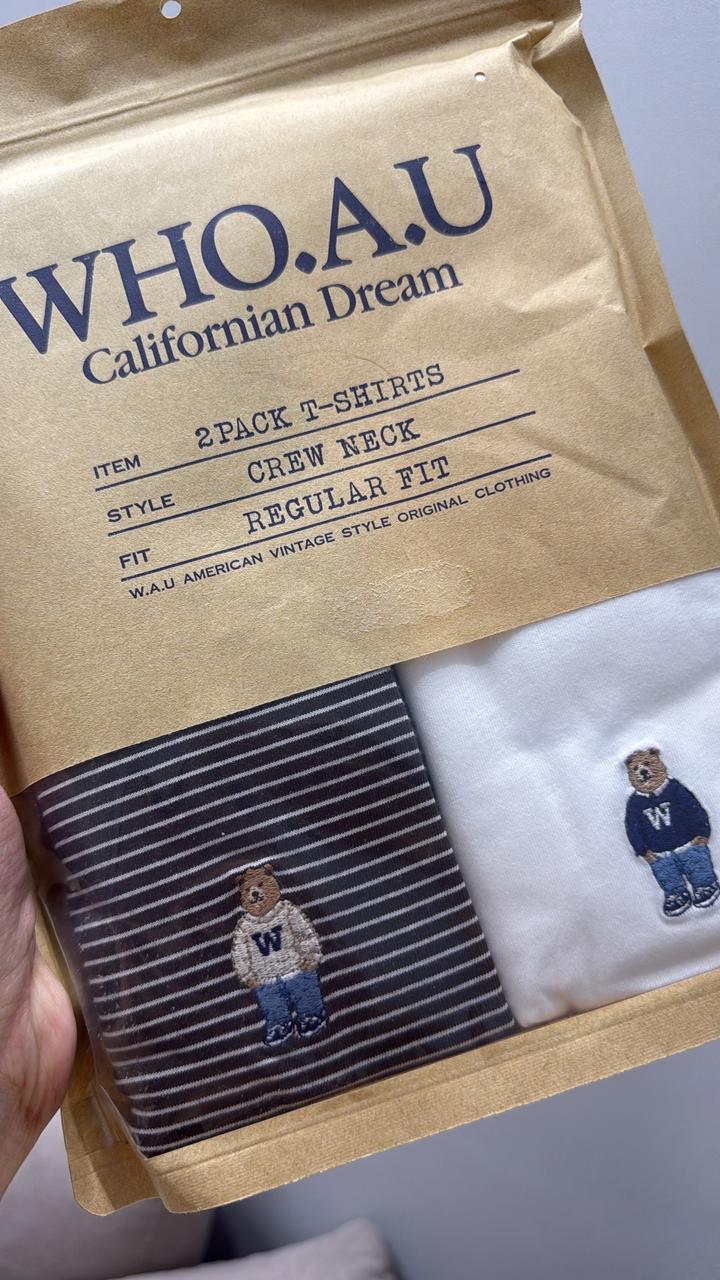 WHO.A.U
Californian Dream
ITEM 2PACK T-SHIRTS
STYLE CREW NECK
FIT REGULAR FIT
W.A.U AMERICAN VINTAGE STYLE ORIGINAL CLOTHING
W
W